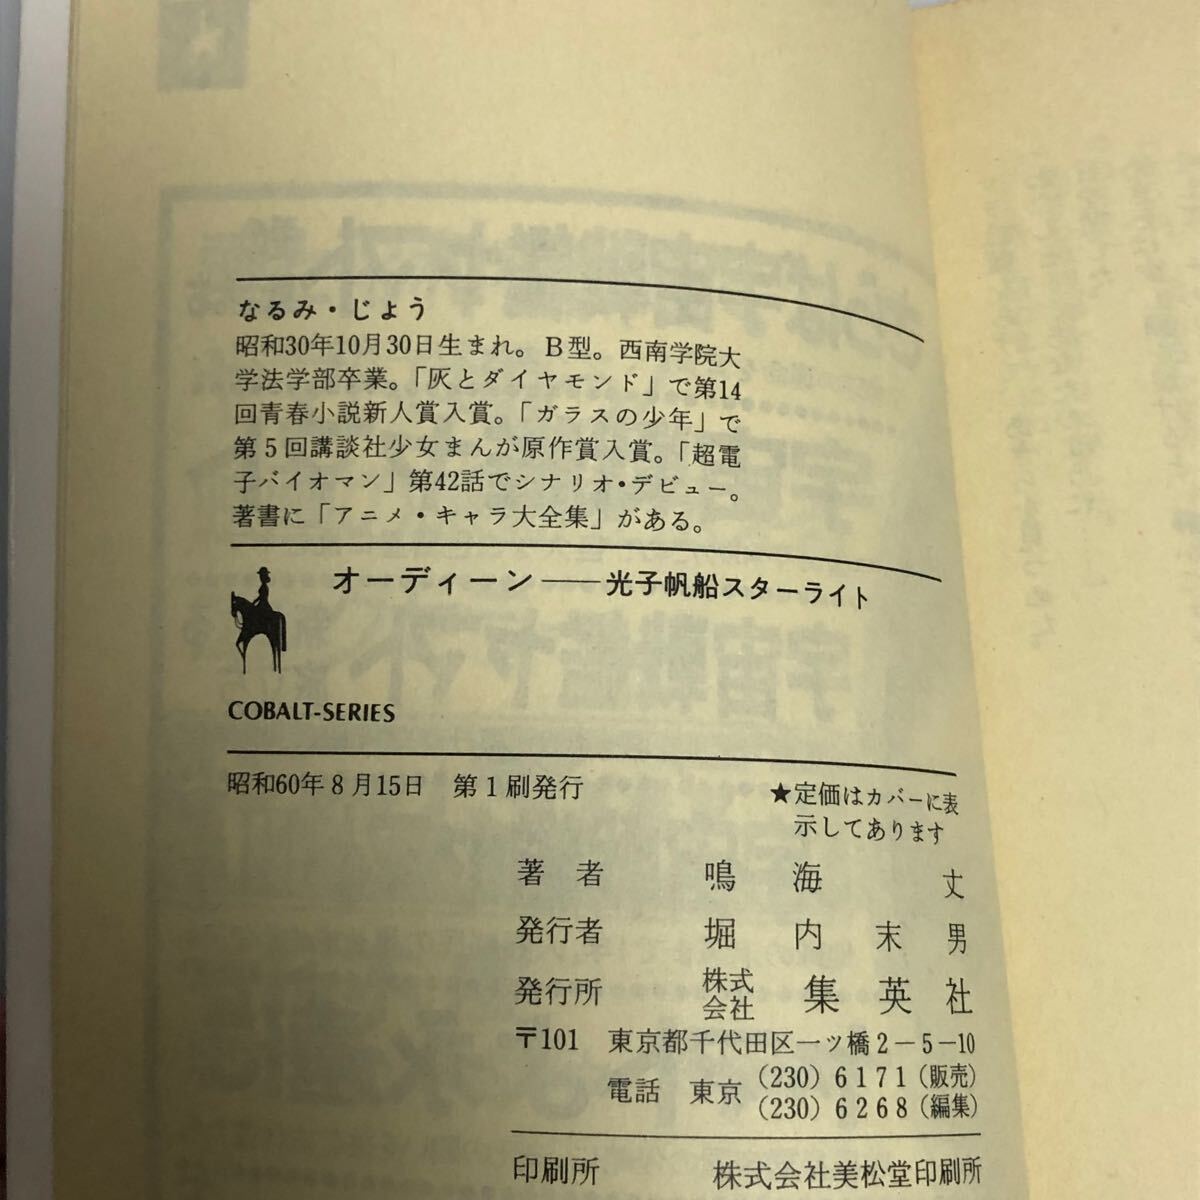 なるみ・じょう
昭和30年10月30日生まれ。B型。西南学院大
学法学部卒業。「灰とダイヤモンド」で第14
回青春小説新人賞入賞。「ガラスの少年」で
第5回講談社少女まんが原作賞入賞。「超電
子バイオマン」第42話でシナリオ・デビュー。
著書に「アニメ・キャラ大全集」がある。
オーディーン――光子帆船スターライト
COBALT-SERIES
昭和60年8月15日 第1刷発行
★定価はカバーに表
示してあります
著者 鳴海丈
発行者 堀内末男
発行所 株式会社 集英社
〒101 東京都千代田区一ッ橋2-5-10
電話 東京 (230)6171(販売)
(230)6268(編集)
印刷所 株式会社美松堂印刷所